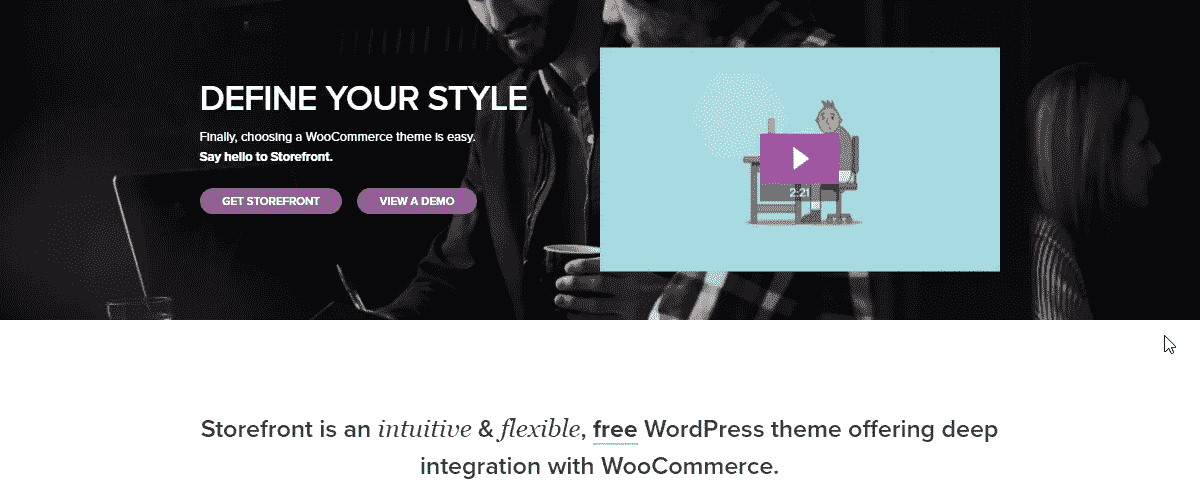 DEFINE YOUR STYLE
Finally, choosing a WooCommerce theme is easy.
Say hello to Storefront.
GET STOREFRONT
VIEW A DEMO
2:21
Storefront is an intuitive & flexible, free WordPress theme offering deep
integration with WooCommerce.